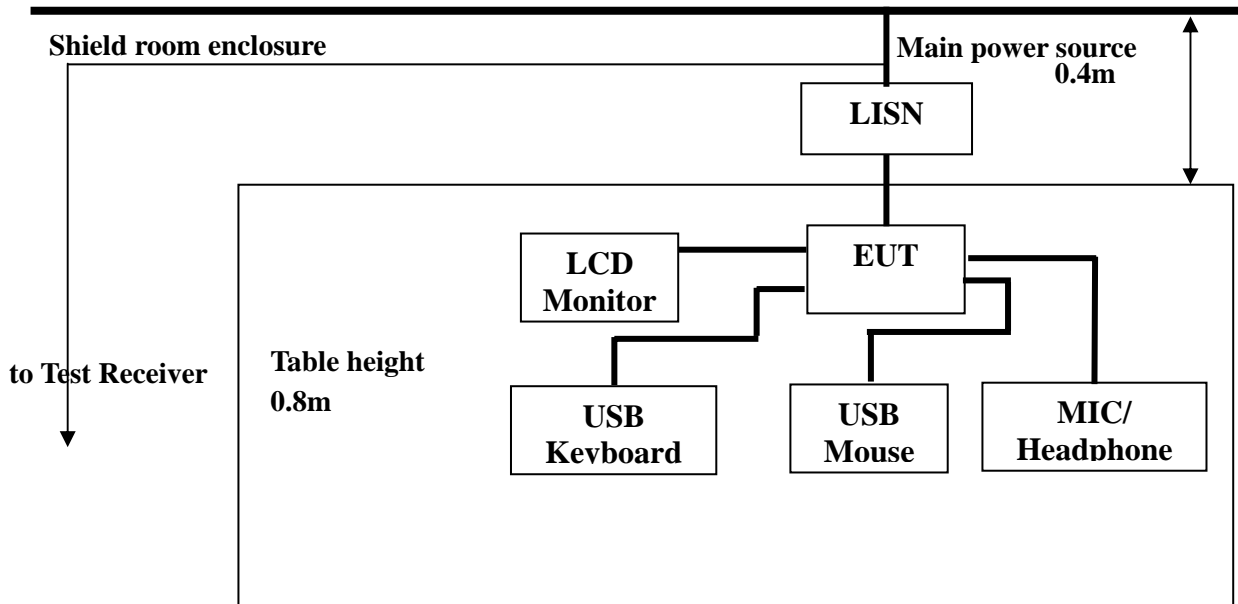 Shield room enclosure
Main power source
0.4m
LISN
EUT
LCD
Monitor
Table height
0.8m
to Test Receiver
USB
Keyboard
USB
Mouse
MIC/
Headphone